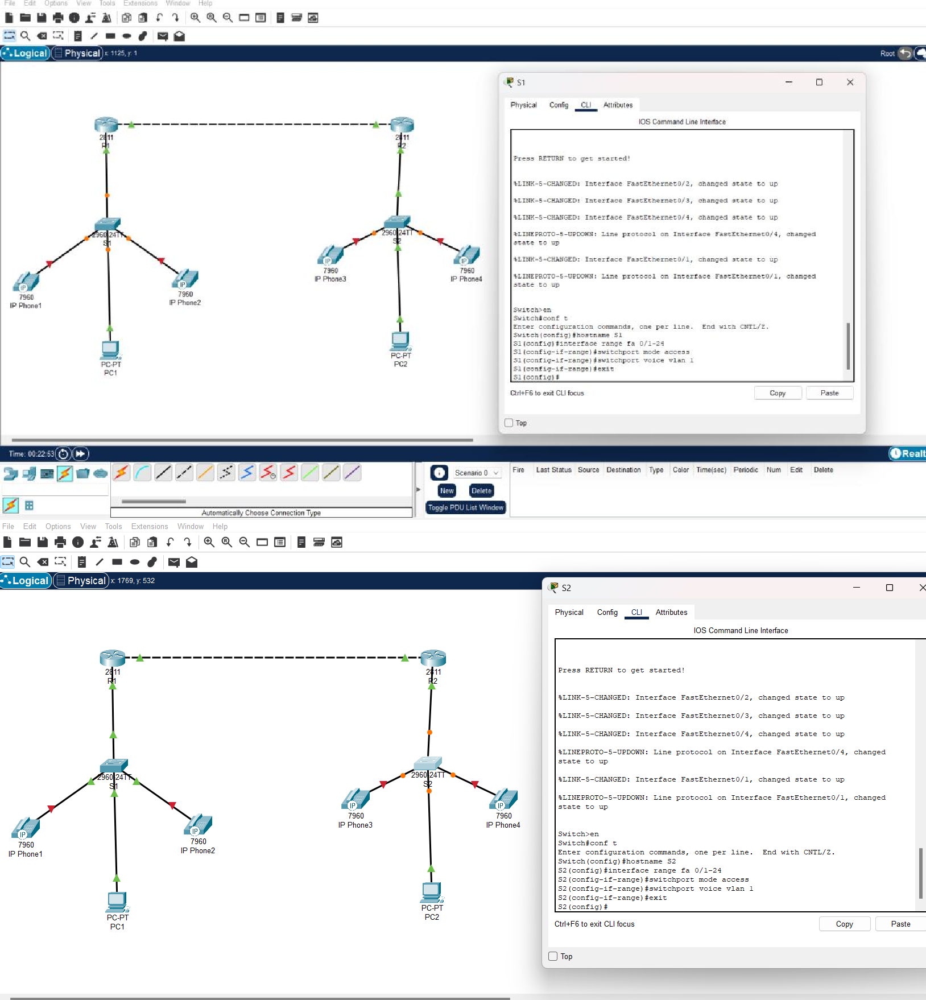 File Edit Options View Tools Extensions Window Help
Logical Physical x: 1125, y: 1 Root
S1
Physical Config CLI Attributes
IOS Command Line Interface
Press RETURN to get started!
%LINK-5-CHANGED: Interface FastEthernet0/2, changed state to up
%LINK-5-CHANGED: Interface FastEthernet0/3, changed state to up
%LINK-5-CHANGED: Interface FastEthernet0/4, changed state to up
%LINEPROTO-5-UPDOWN: Line protocol on Interface FastEthernet0/4, changed
state to up
%LINK-5-CHANGED: Interface FastEthernet0/1, changed state to up
%LINEPROTO-5-UPDOWN: Line protocol on Interface FastEthernet0/1, changed
state to up
Switch>en
Switch#conf t
Enter configuration commands, one per line.  End with CNTL/Z.
Switch(config)#hostname S1
S1(config)#interface range fa 0/1-24
S1(config-if-range)#switchport mode access
S1(config-if-range)#switchport voice vlan 1
S1(config-if-range)#exit
S1(config)#
Ctrl+F6 to exit CLI focus
Copy Paste
Top
2811
R1
2811
R2
2960-24TT
S1
2960-24TT
S2
7960
IP Phone1
7960
IP Phone2
7960
IP Phone3
7960
IP Phone4
PC-PT
PC1
PC-PT
PC2
Time: 00:22:53 Realt
Scenario 0
New Delete
Toggle PDU List Window
Fire Last Status Source Destination Type Color Time(sec) Periodic Num Edit Delete
Automatically Choose Connection Type
File Edit Options View Tools Extensions Window Help
Logical Physical x: 1769, y: 532
S2
Physical Config CLI Attributes
IOS Command Line Interface
Press RETURN to get started!
%LINK-5-CHANGED: Interface FastEthernet0/2, changed state to up
%LINK-5-CHANGED: Interface FastEthernet0/3, changed state to up
%LINK-5-CHANGED: Interface FastEthernet0/4, changed state to up
%LINEPROTO-5-UPDOWN: Line protocol on Interface FastEthernet0/4, changed
state to up
%LINK-5-CHANGED: Interface FastEthernet0/1, changed state to up
%LINEPROTO-5-UPDOWN: Line protocol on Interface FastEthernet0/1, changed
state to up
Switch>en
Switch#conf t
Enter configuration commands, one per line.  End with CNTL/Z.
Switch(config)#hostname S2
S2(config)#interface range fa 0/1-24
S2(config-if-range)#switchport mode access
S2(config-if-range)#switchport voice vlan 1
S2(config-if-range)#exit
S2(config)#
Ctrl+F6 to exit CLI focus
Copy Paste
Top
2811
R1
2811
R2
2960-24TT
S1
2960-24TT
S2
IP
7960
IP Phone1
IP
7960
IP Phone2
IP
7960
IP Phone3
IP
7960
IP Phone4
PC-PT
PC1
PC-PT
PC2